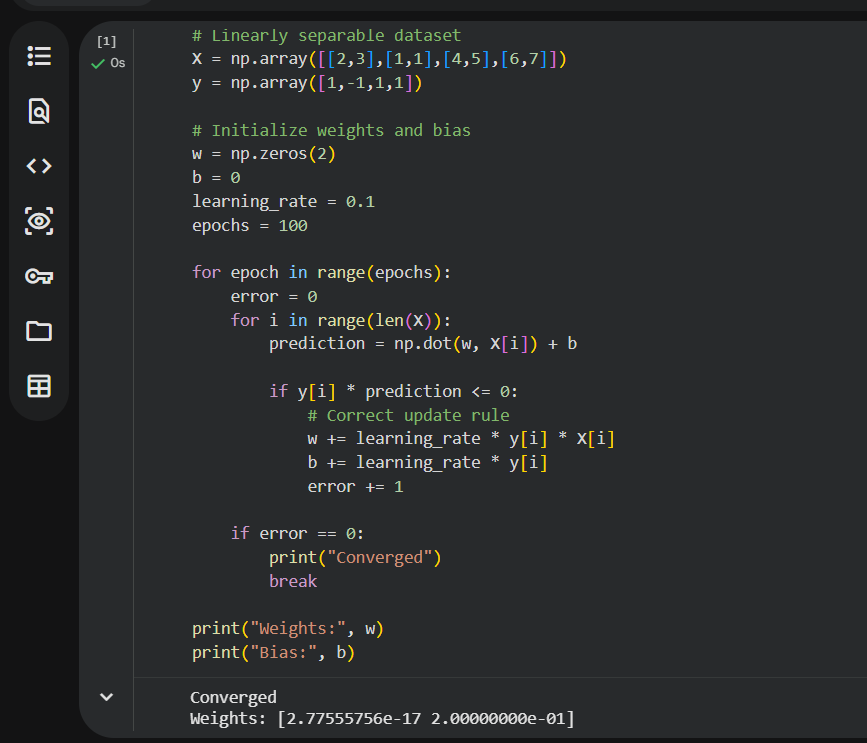 [1]
0s
# Linearly separable dataset
X = np.array([[2,3],[1,1],[4,5],[6,7]])
y = np.array([1,-1,1,1])
# Initialize weights and bias
w = np.zeros(2)
b = 0
learning_rate = 0.1
epochs = 100
for epoch in range(epochs):
    error = 0
    for i in range(len(X)):
        prediction = np.dot(w, X[i]) + b
        if y[i] * prediction <= 0:
            # Correct update rule
            w += learning_rate * y[i] * X[i]
            b += learning_rate * y[i]
            error += 1
    if error == 0:
        print("Converged")
        break
print("Weights:", w)
print("Bias:", b)
Converged
Weights: [2.77555756e-17 2.00000000e-01]